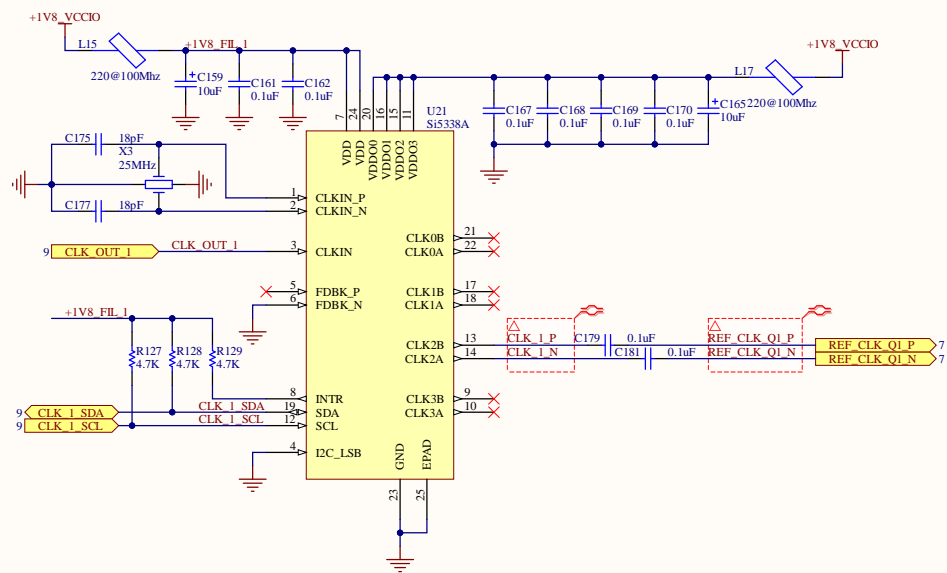 +1V8_VCCIO
L15
220@100Mhz
+1V8_FIL_1
C159
10uF
C161
0.1uF
C162
0.1uF
+1V8_VCCIO
L17
220@100Mhz
C167
0.1uF
C168
0.1uF
C169
0.1uF
C170
0.1uF
C165
10uF
U21
Si5338A
7
24
20
16
15
11
VDD
VDD
VDDO0
VDDO1
VDDO2
VDDO3
C175
18pF
X3
25MHz
C177
18pF
1
CLKIN_P
2
CLKIN_N
9
CLK_OUT_1
CLK_OUT_1
3
CLKIN
5
FDBK_P
6
FDBK_N
CLK0B
21
CLK0A
22
CLK1B
17
CLK1A
18
CLK2B
13
CLK_1_P
C179
0.1uF
REF_CLK_Q1_P
REF_CLK_Q1_P
7
CLK2A
14
CLK_1_N
C181
0.1uF
REF_CLK_Q1_N
REF_CLK_Q1_N
7
+1V8_FIL_1
R127
4.7K
R128
4.7K
R129
4.7K
8
INTR
9
CLK_1_SDA
CLK_1_SDA
19
SDA
9
CLK_1_SCL
CLK_1_SCL
12
SCL
4
I2C_LSB
CLK3B
9
CLK3A
10
GND
EPAD
23
25